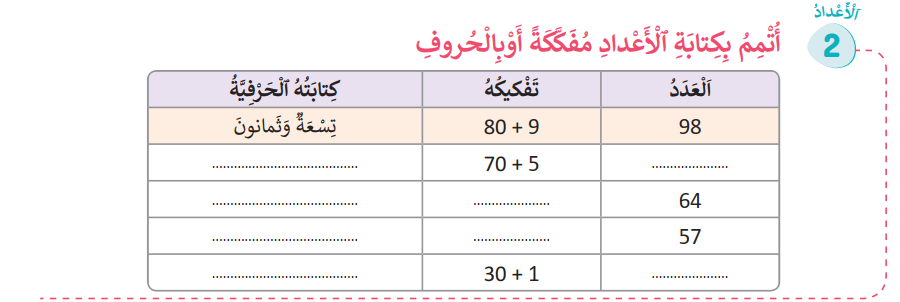 اَلْأَعْدادُ
2
أُتْمِمُ بِكِتابَةِ ٱلْأَعْدادِ مُفَكَّكَةً أَوْبِالْحُروفِ
اَلْعَدَدُ تَفْكيكُهُ كِتابَتُهُ ٱلْحَرْفِيَّةُ
98 80 + 9 تِسْعَةٌ وَثَمانونَ
..................... 70 + 5 ........................................
64 ..................... ........................................
57 ..................... ........................................
..................... 30 + 1 ........................................